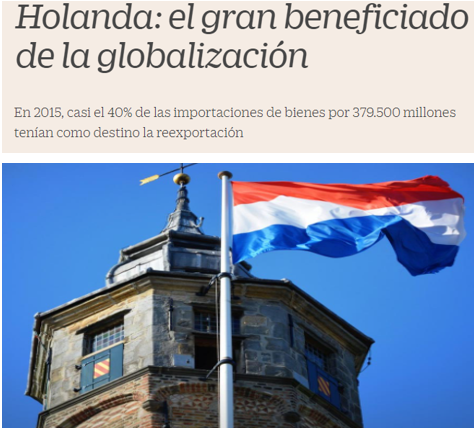 Holanda: el gran beneficiado
de la globalización
En 2015, casi el 40% de las importaciones de bienes por 379.500 millones
tenían como destino la reexportación